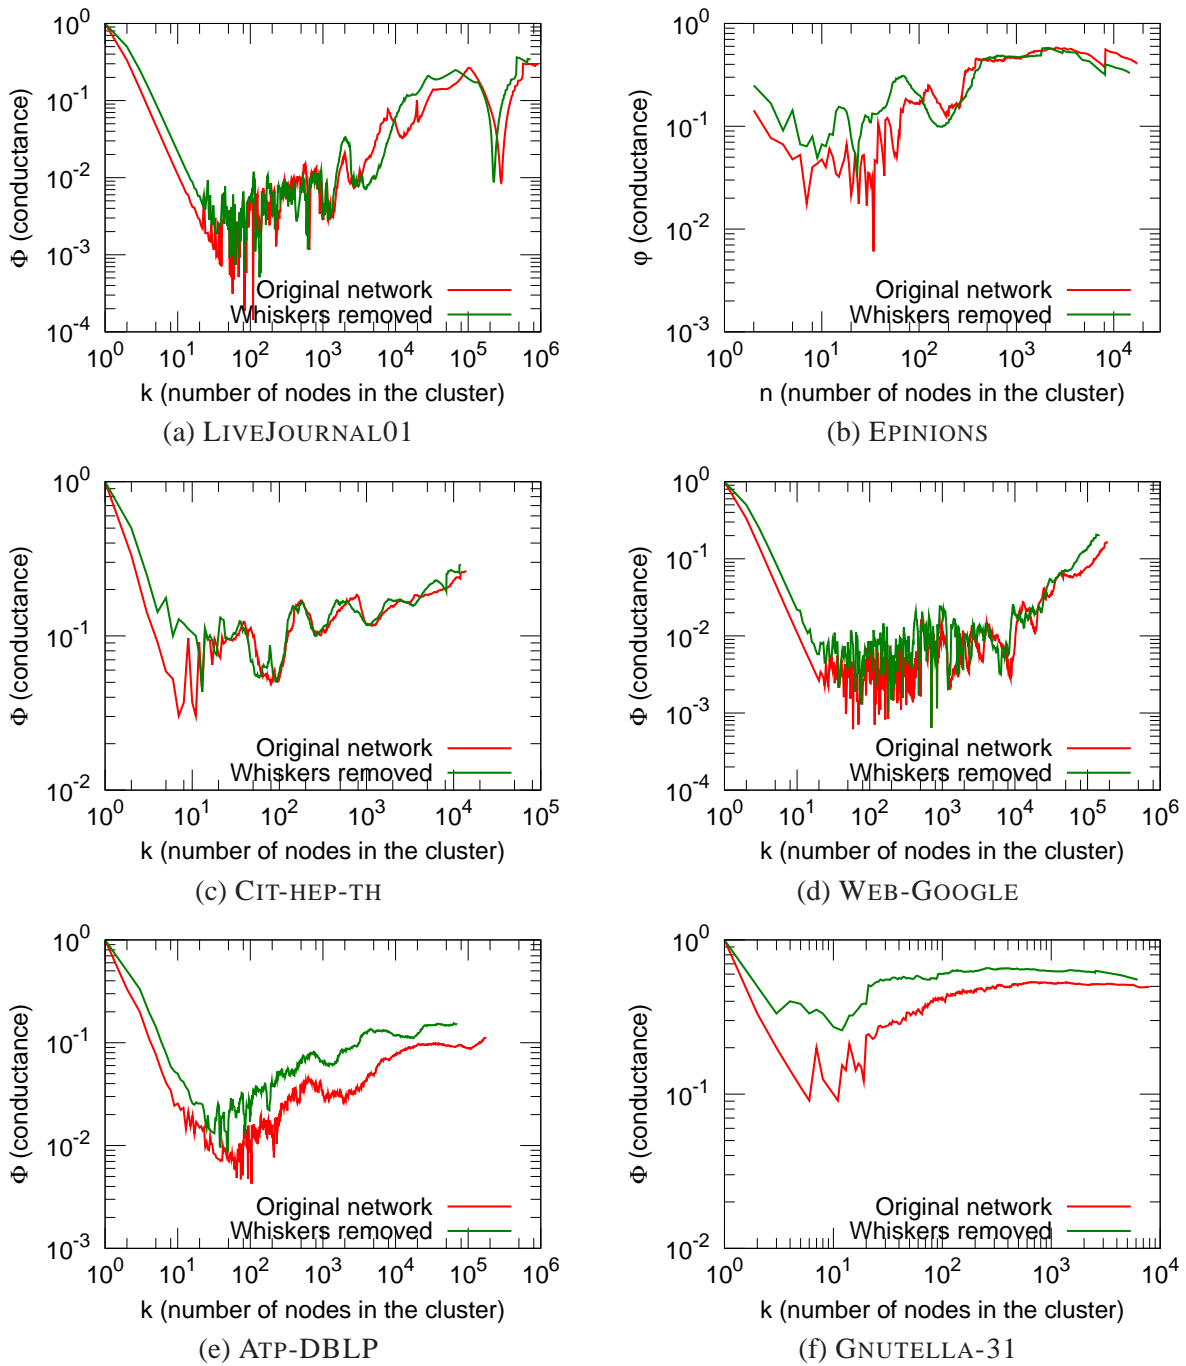 10^0
10^-1
10^-2
10^-3
10^-4
Φ (conductance)
Original network
Whiskers removed
10^0 10^1 10^2 10^3 10^4 10^5 10^6
k (number of nodes in the cluster)
(a) LIVEJOURNAL01
10^0
10^-1
10^-2
10^-3
φ (conductance)
Original network
Whiskers removed
10^0 10^1 10^2 10^3 10^4
n (number of nodes in the cluster)
(b) EPINIONS
10^0
10^-1
10^-2
Φ (conductance)
Original network
Whiskers removed
10^0 10^1 10^2 10^3 10^4 10^5
k (number of nodes in the cluster)
(c) CIT-HEP-TH
10^0
10^-1
10^-2
10^-3
10^-4
Φ (conductance)
Original network
Whiskers removed
10^0 10^1 10^2 10^3 10^4 10^5 10^6
k (number of nodes in the cluster)
(d) WEB-GOOGLE
10^0
10^-1
10^-2
10^-3
Φ (conductance)
Original network
Whiskers removed
10^0 10^1 10^2 10^3 10^4 10^5 10^6
k (number of nodes in the cluster)
(e) ATP-DBLP
10^0
10^-1
10^-2
Φ (conductance)
Original network
Whiskers removed
10^0 10^1 10^2 10^3 10^4
k (number of nodes in the cluster)
(f) GNUTELLA-31